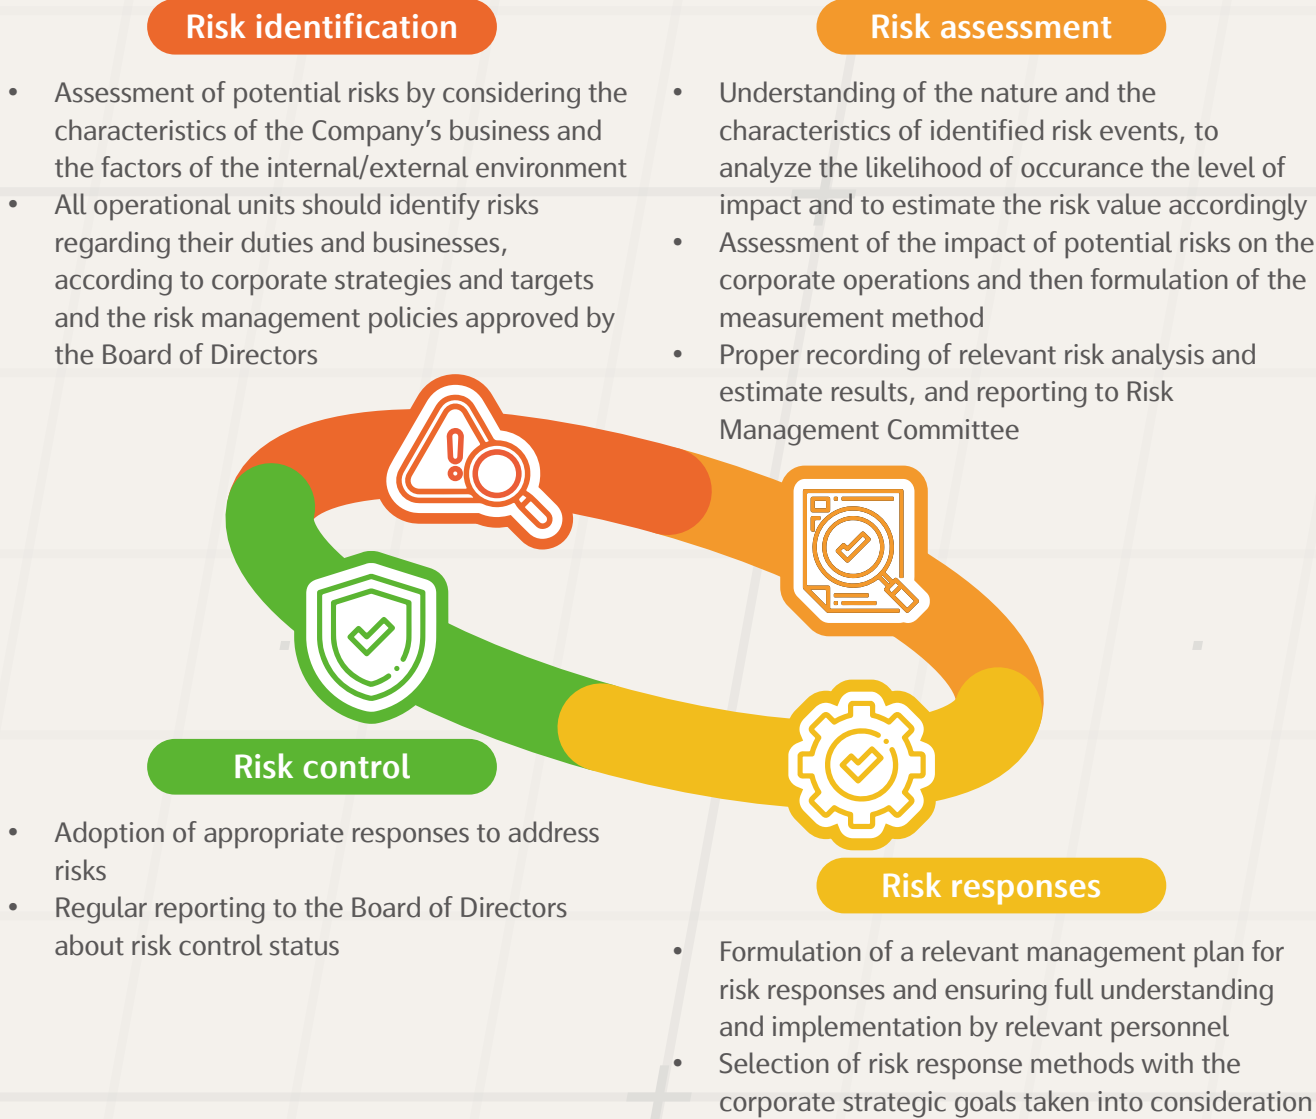 Risk identification
• Assessment of potential risks by considering the
characteristics of the Company's business and
the factors of the internal/external environment
• All operational units should identify risks
regarding their duties and businesses,
according to corporate strategies and targets
and the risk management policies approved by
the Board of Directors
Risk assessment
• Understanding of the nature and the
characteristics of identified risk events, to
analyze the likelihood of occurance the level of
impact and to estimate the risk value accordingly
• Assessment of the impact of potential risks on the
corporate operations and then formulation of the
measurement method
• Proper recording of relevant risk analysis and
estimate results, and reporting to Risk
Management Committee
Risk control
• Adoption of appropriate responses to address
risks
• Regular reporting to the Board of Directors
about risk control status
Risk responses
• Formulation of a relevant management plan for
risk responses and ensuring full understanding
and implementation by relevant personnel
• Selection of risk response methods with the
corporate strategic goals taken into consideration